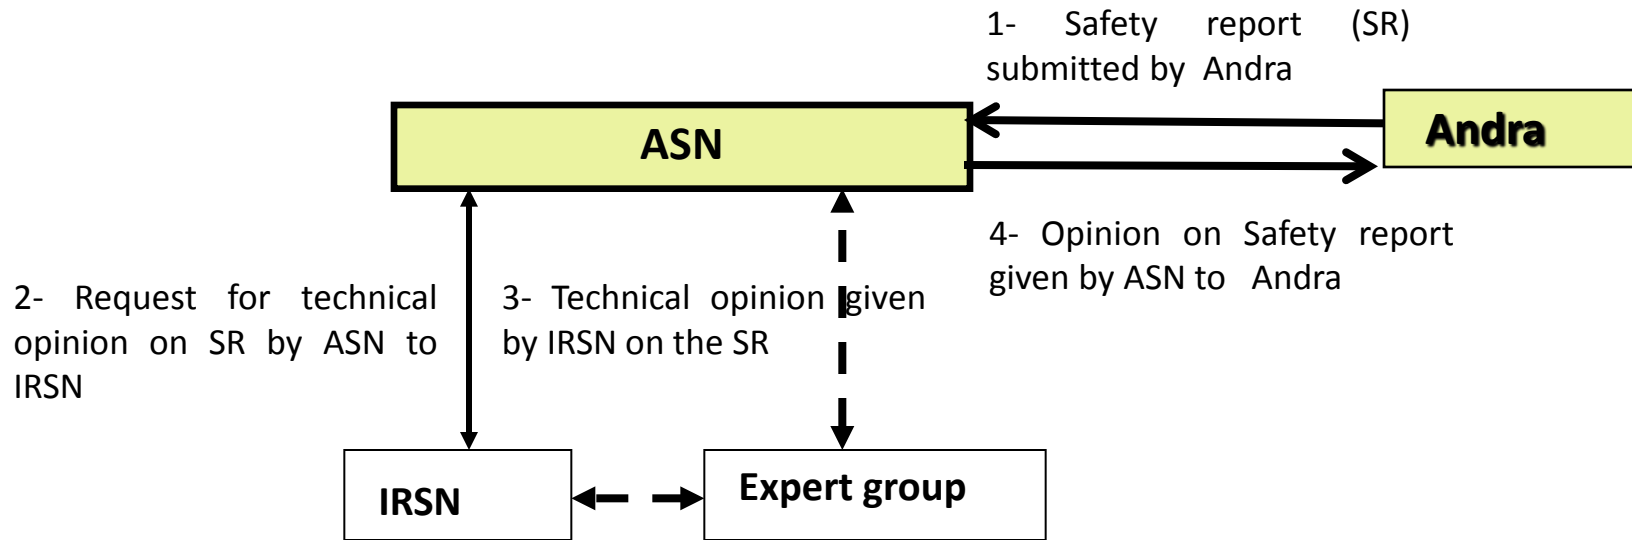 1- Safety report (SR)
submitted by Andra
ASN
Andra
4- Opinion on Safety report
given by ASN to Andra
2- Request for technical
opinion on SR by ASN to
IRSN
3- Technical opinion given
by IRSN on the SR
IRSN
Expert group